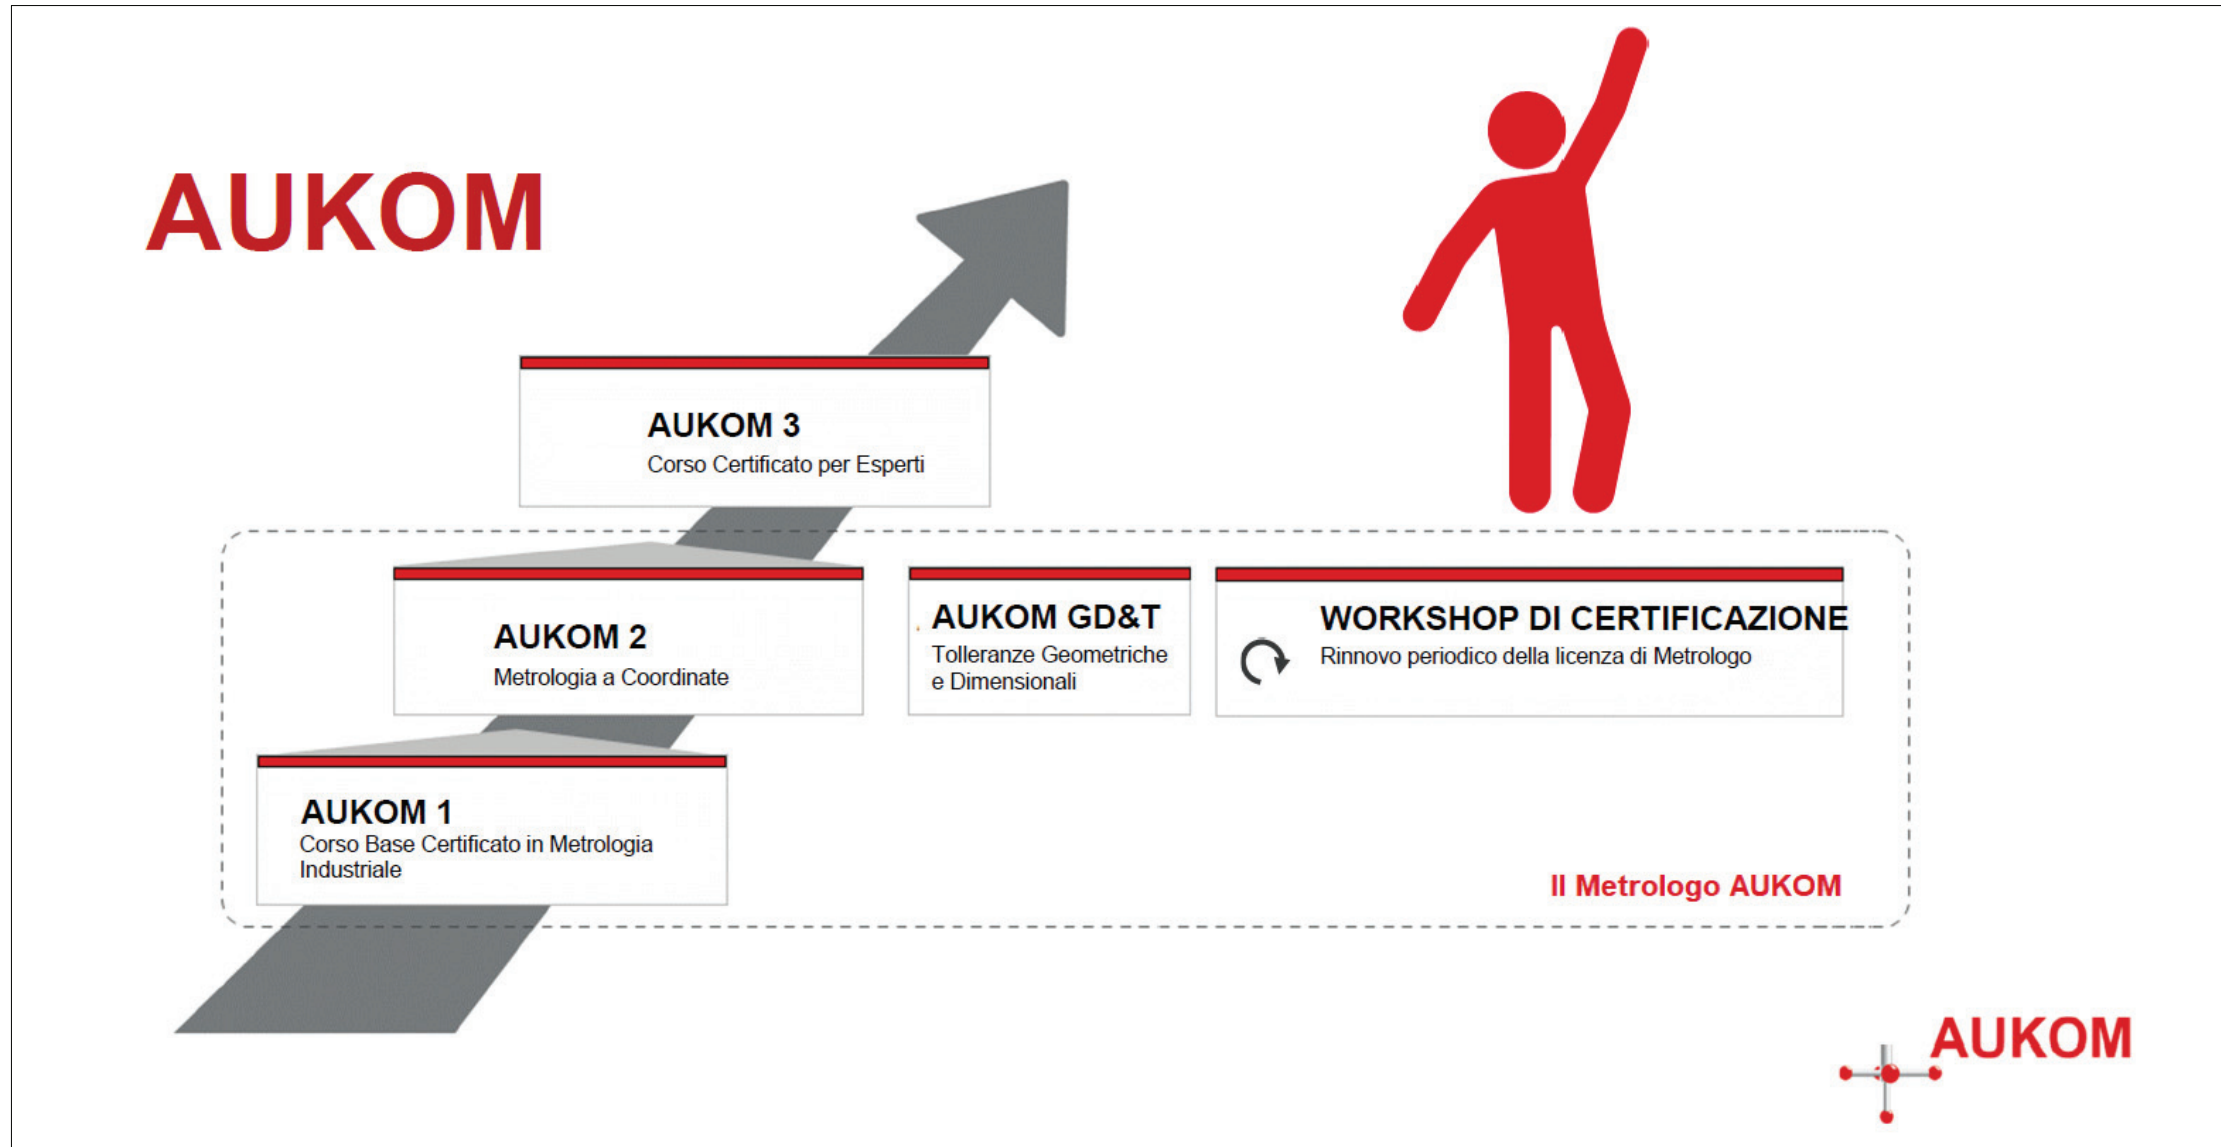 AUKOM
AUKOM 3
Corso Certificato per Esperti
AUKOM 2
Metrologia a Coordinate
AUKOM GD&T
Tolleranze Geometriche
e Dimensionali
WORKSHOP DI CERTIFICAZIONE
Rinnovo periodico della licenza di Metrologo
AUKOM 1
Corso Base Certificato in Metrologia
Industriale
Il Metrologo AUKOM
AUKOM